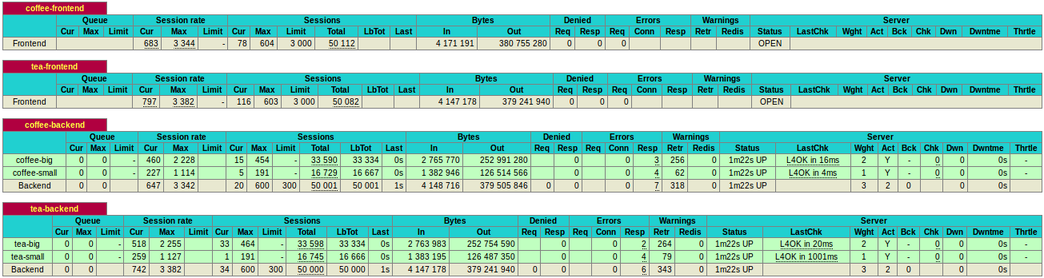 coffee-frontend
Queue Session rate Sessions Bytes Denied Errors Warnings Server
Cur Max Limit Cur Max Limit Cur Max Limit Total LbTot Last In Out Req Resp Req Conn Resp Retr Redis Status LastChk Wght Act Bck Chk Dwn Dwntme Thrtle
Frontend 683 3 344 - 78 604 3 000 50 112 4 171 191 380 755 280 0 0 0 OPEN
tea-frontend
Queue Session rate Sessions Bytes Denied Errors Warnings Server
Cur Max Limit Cur Max Limit Cur Max Limit Total LbTot Last In Out Req Resp Req Conn Resp Retr Redis Status LastChk Wght Act Bck Chk Dwn Dwntme Thrtle
Frontend 797 3 382 - 116 603 3 000 50 082 4 147 178 379 241 940 0 0 0 OPEN
coffee-backend
Queue Session rate Sessions Bytes Denied Errors Warnings Server
Cur Max Limit Cur Max Limit Cur Max Limit Total LbTot Last In Out Req Resp Req Conn Resp Retr Redis Status LastChk Wght Act Bck Chk Dwn Dwntme Thrtle
coffee-big 0 0 - 460 2 228 15 454 - 33 590 33 334 0s 2 765 770 252 991 280 0 0 3 256 0 1m22s UP L4OK in 16ms 2 Y - 0 0 0s -
coffee-small 0 0 - 227 1 114 5 191 - 16 729 16 667 0s 1 382 946 126 514 566 0 0 4 62 0 1m22s UP L4OK in 4ms 1 Y - 0 0 0s -
Backend 0 0 647 3 342 20 600 300 50 001 50 001 1s 4 148 716 379 505 846 0 0 0 7 318 0 1m22s UP 3 2 0 0 0s
tea-backend
Queue Session rate Sessions Bytes Denied Errors Warnings Server
Cur Max Limit Cur Max Limit Cur Max Limit Total LbTot Last In Out Req Resp Req Conn Resp Retr Redis Status LastChk Wght Act Bck Chk Dwn Dwntme Thrtle
tea-big 0 0 - 518 2 255 33 464 - 33 598 33 334 0s 2 763 983 252 754 590 0 0 2 264 0 1m22s UP L4OK in 20ms 2 Y - 0 0 0s -
tea-small 0 0 - 259 1 127 1 191 - 16 745 16 666 0s 1 383 195 126 487 350 0 0 4 79 0 1m22s UP L4OK in 1001ms 1 Y - 0 0 0s -
Backend 0 0 742 3 382 34 600 300 50 000 50 000 1s 4 147 178 379 241 940 0 0 0 6 343 0 1m22s UP 3 2 0 0 0s